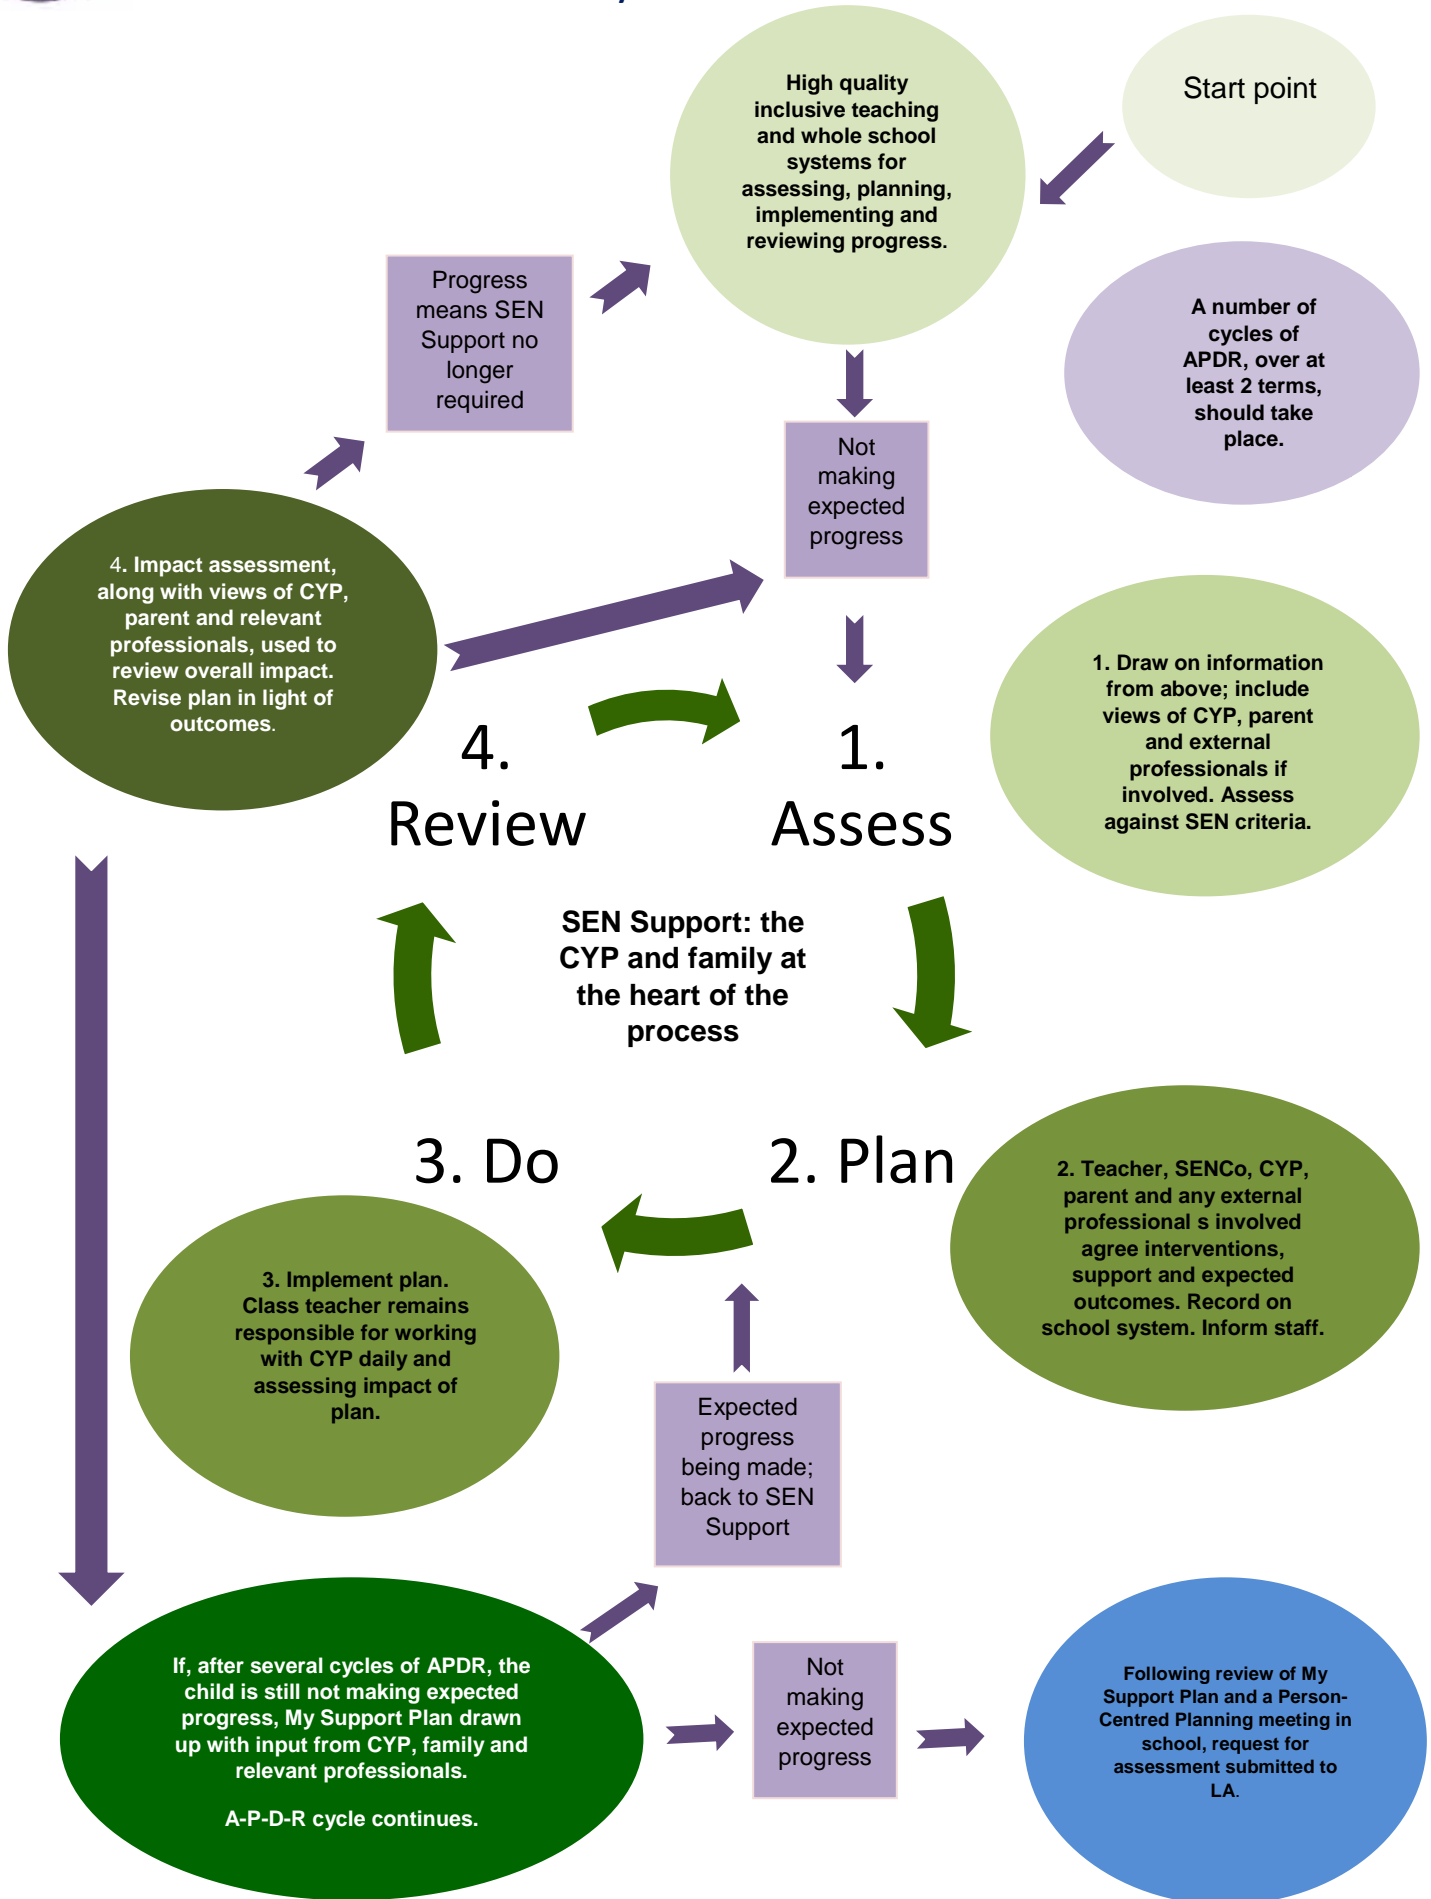 High quality
inclusive teaching
and whole school
systems for
assessing, planning,
implementing and
reviewing progress.
Start point
Progress
means SEN
Support no
longer
required
A number of
cycles of
APDR, over at
least 2 terms,
should take
place.
Not
making
expected
progress
4. Impact assessment,
along with views of CYP,
parent and relevant
professionals, used to
review overall impact.
Revise plan in light of
outcomes.
1. Draw on information
from above; include
views of CYP, parent
and external
professionals if
involved. Assess
against SEN criteria.
4.
Review
1.
Assess
SEN Support: the
CYP and family at
the heart of the
process
3. Do
2. Plan
2. Teacher, SENCo, CYP,
parent and any external
professional s involved
agree interventions,
support and expected
outcomes. Record on
school system. Inform staff.
3. Implement plan.
Class teacher remains
responsible for working
with CYP daily and
assessing impact of
plan.
Expected
progress
being made;
back to SEN
Support
If, after several cycles of APDR, the
child is still not making expected
progress, My Support Plan drawn
up with input from CYP, family and
relevant professionals.
A-P-D-R cycle continues.
Not
making
expected
progress
Following review of My
Support Plan and a Person-
Centred Planning meeting in
school, request for
assessment submitted to
LA.